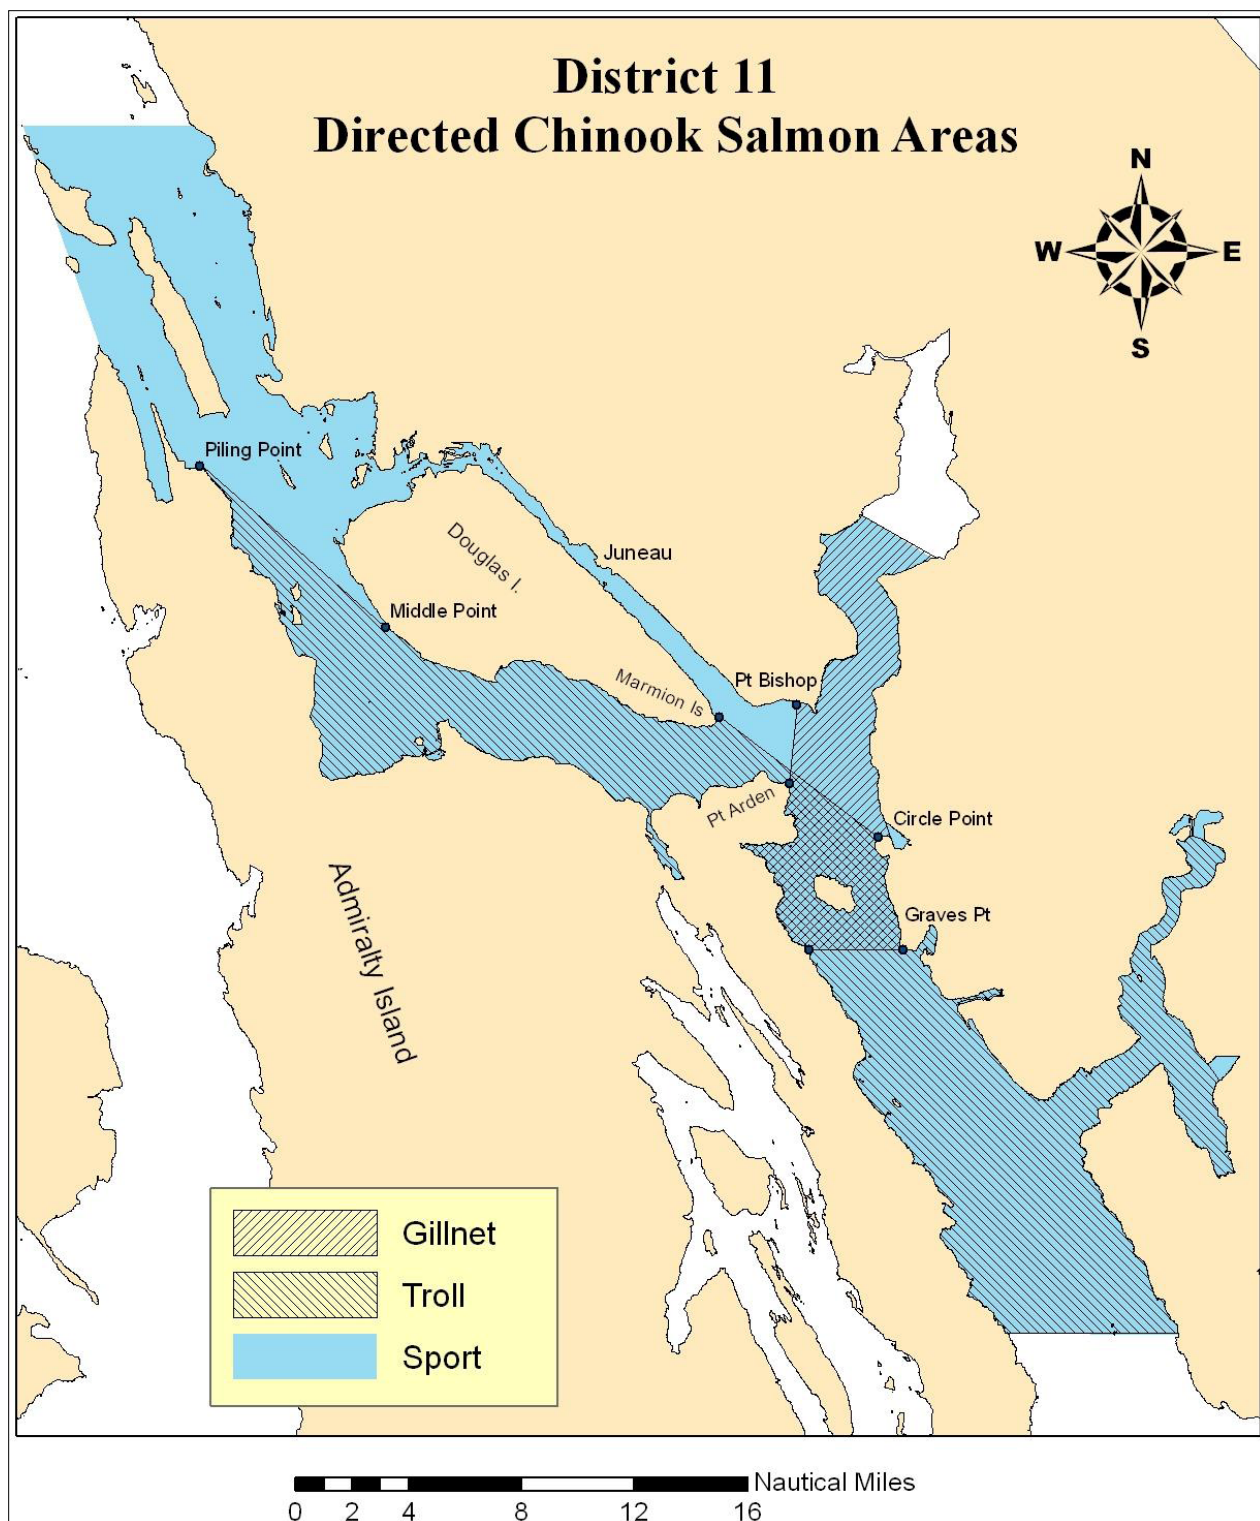 District 11
Directed Chinook Salmon Areas
N
W
E
S
Piling Point
Douglas I.
Juneau
Middle Point
Marmion Is
Pt Bishop
Pt Arden
Circle Point
Admiralty Island
Graves Pt
Gillnet
Troll
Sport
Nautical Miles
0 2 4 8 12 16